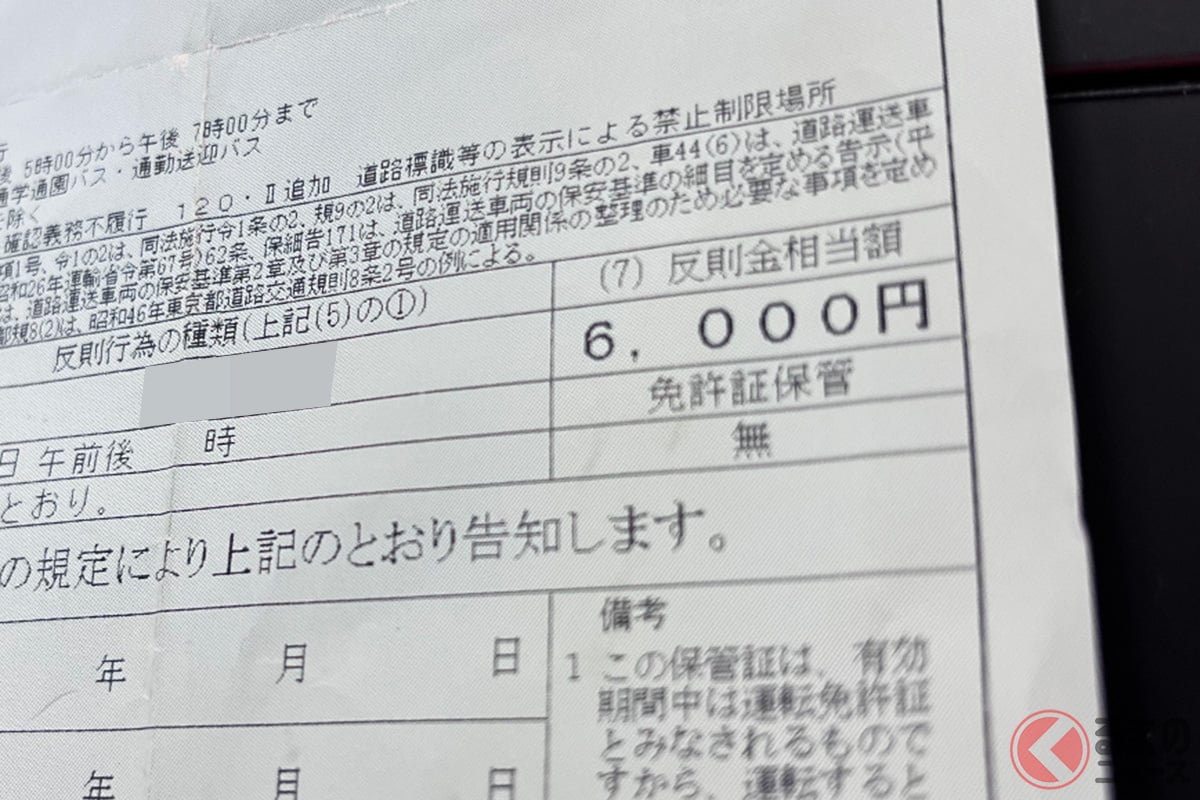 行
後 5時00分から午後 7時00分まで
通学通園バス・通勤送迎バス
を除く
確認義務不履行 120・Ⅱ追加 道路標識等の表示による禁止制限場所
項1号、令1の2は、同法施行令1条の2、規9の2は、同法施行規則9条の2、車44(6)は、道路運送車
昭和26年運輸省令第67号)62条、保細告171は、道路運送車両の保安基準の細目を定める告示(平
は、道路運送車両の保安基準第2章及び第3章の規定の適用関係の整理のため必要な事項を定め
都規8(2)は、昭和46年東京都道路交通規則8条2号の例による。
反則行為の種類(上記(5)の①)
(7) 反則金相当額
6,000円
免許証保管
無
日 午前後 時
とおり。
の規定により上記のとおり告知します。
年 月 日
年 月 日
備考
1 この保管証は、有効
期間中は運転免許証
とみなされるもので
すから、運転すると